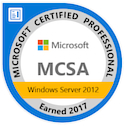 MICROSOFT CERTIFIED PROFESSIONAL
Microsoft
MCSA
Windows Server 2012
Earned 2017